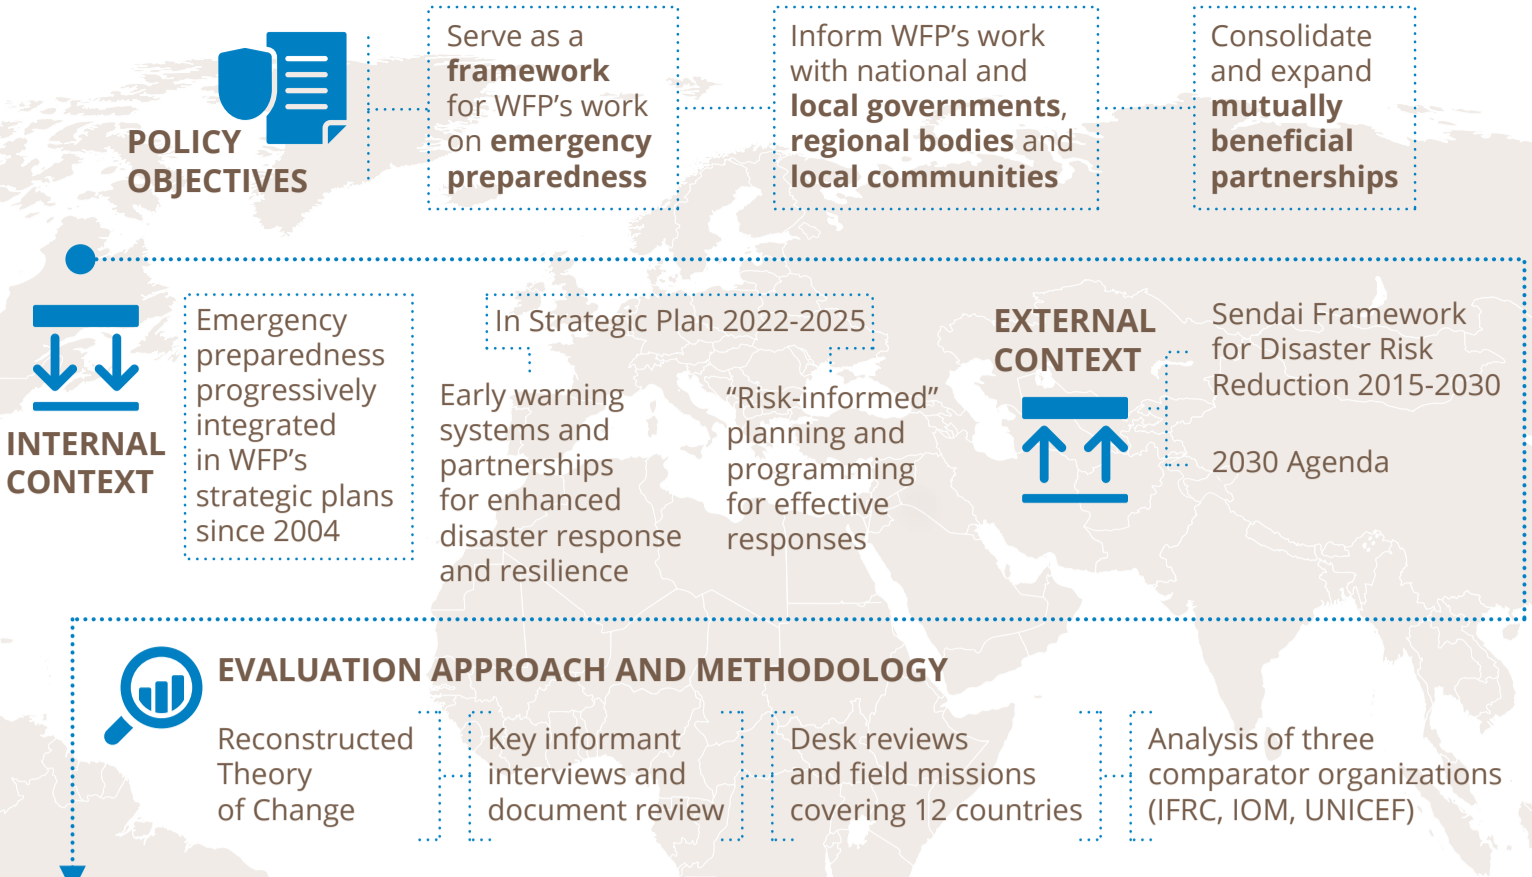 POLICY
OBJECTIVES
Serve as a
framework
for WFP’s work
on emergency
preparedness
Inform WFP’s work
with national and
local governments,
regional bodies and
local communities
Consolidate
and expand
mutually
beneficial
partnerships
INTERNAL
CONTEXT
Emergency
preparedness
progressively
integrated
in WFP’s
strategic plans
since 2004
In Strategic Plan 2022-2025
Early warning
systems and
partnerships
for enhanced
disaster response
and resilience
“Risk-informed”
planning and
programming
for effective
responses
EXTERNAL
CONTEXT
Sendai Framework
for Disaster Risk
Reduction 2015-2030
2030 Agenda
EVALUATION APPROACH AND METHODOLOGY
Reconstructed
Theory
of Change
Key informant
interviews and
document review
Desk reviews
and field missions
covering 12 countries
Analysis of three
comparator organizations
(IFRC, IOM, UNICEF)